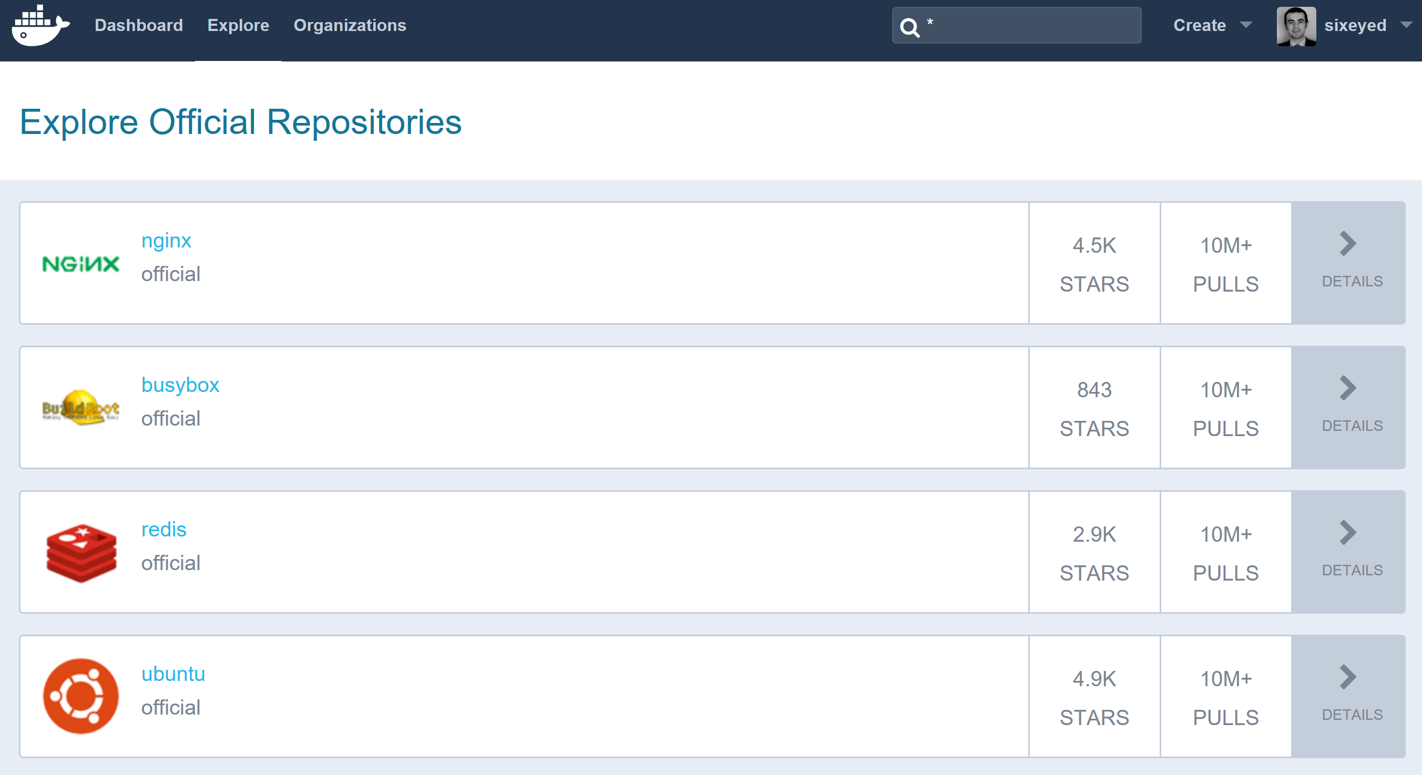 Dashboard Explore Organizations * Create sixeyed
Explore Official Repositories
NGINX
nginx
official
4.5K
STARS
10M+
PULLS
DETAILS
BuildRoot
busybox
official
843
STARS
10M+
PULLS
DETAILS
redis
official
2.9K
STARS
10M+
PULLS
DETAILS
ubuntu
official
4.9K
STARS
10M+
PULLS
DETAILS